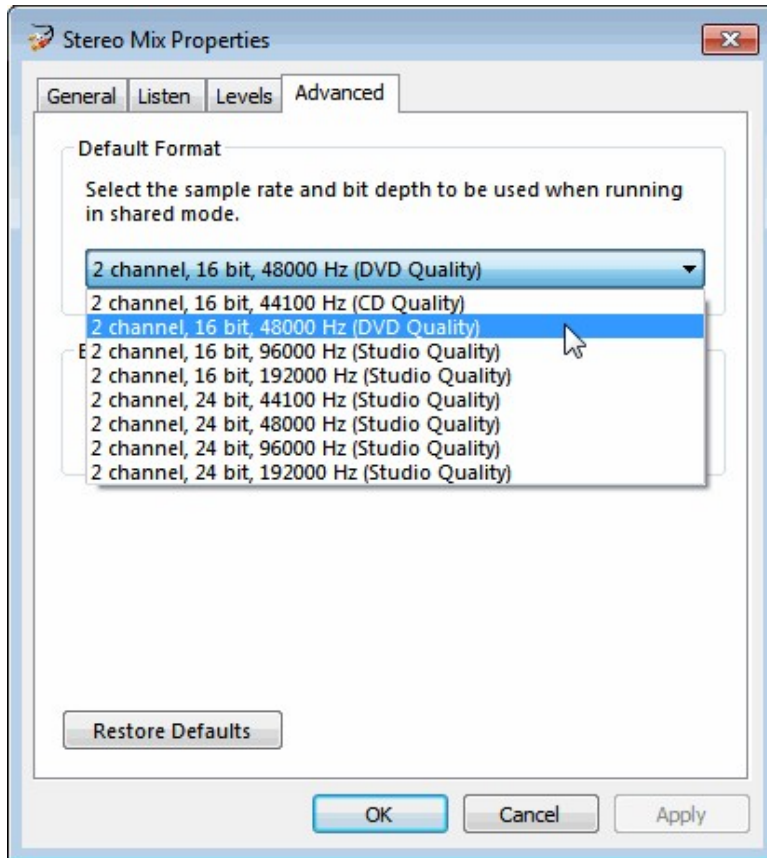 Stereo Mix Properties
General Listen Levels Advanced
Default Format
Select the sample rate and bit depth to be used when running
in shared mode.
2 channel, 16 bit, 48000 Hz (DVD Quality)
2 channel, 16 bit, 44100 Hz (CD Quality)
2 channel, 16 bit, 48000 Hz (DVD Quality)
2 channel, 16 bit, 96000 Hz (Studio Quality)
2 channel, 16 bit, 192000 Hz (Studio Quality)
2 channel, 24 bit, 44100 Hz (Studio Quality)
2 channel, 24 bit, 48000 Hz (Studio Quality)
2 channel, 24 bit, 96000 Hz (Studio Quality)
2 channel, 24 bit, 192000 Hz (Studio Quality)
Restore Defaults
OK Cancel Apply